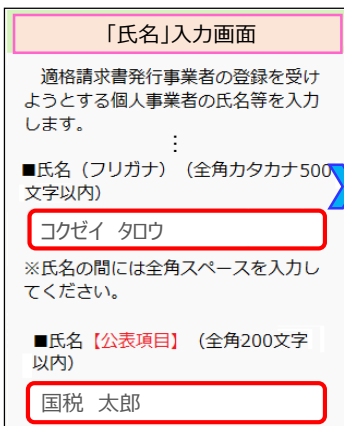 「氏名」入力画面
適格請求書発行事業者の登録を受け
ようとする個人事業者の氏名等を入力
します。
⋮
■氏名（フリガナ）（全角カタカナ500
文字以内）
コクゼイ　タロウ
※氏名の間には全角スペースを入力し
てください。
■氏名【公表項目】（全角200文字
以内）
国税　太郎